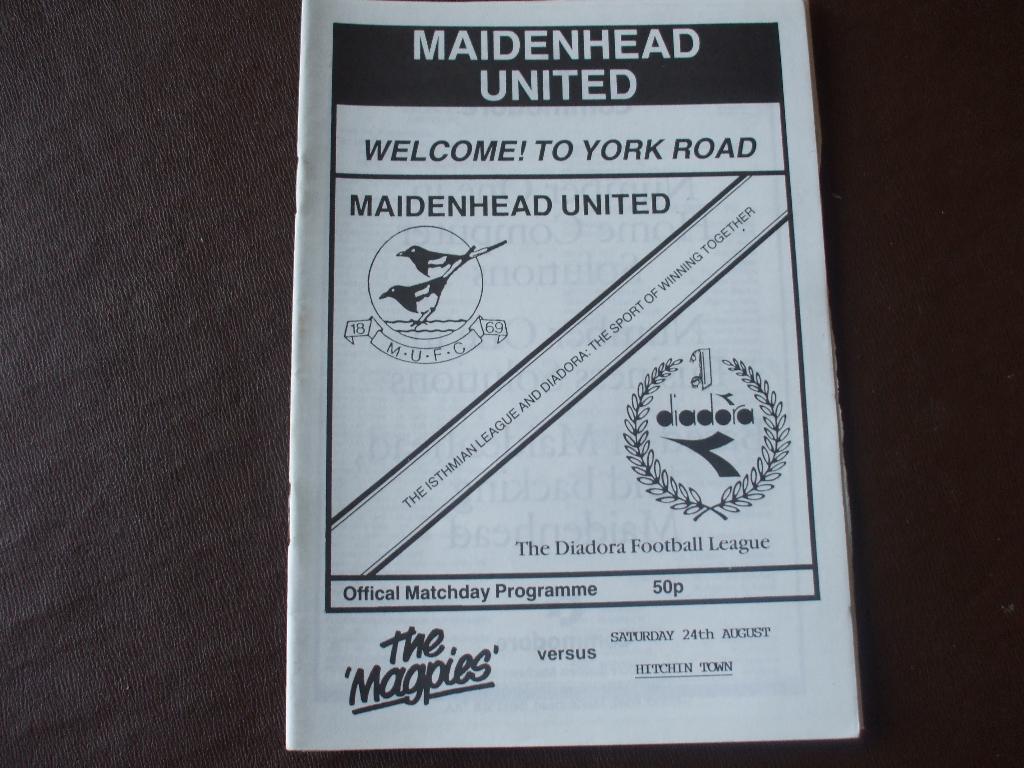 MAIDENHEAD
UNITED
WELCOME! TO YORK ROAD
MAIDENHEAD UNITED
18 69
M·U·F·C
THE ISTHMIAN LEAGUE AND DIADORA: THE SPORT OF WINNING TOGETHER
diadora
The Diadora Football League
Offical Matchday Programme 50p
The
'Magpies'
versus
SATURDAY 24th AUGUST
HITCHIN TOWN